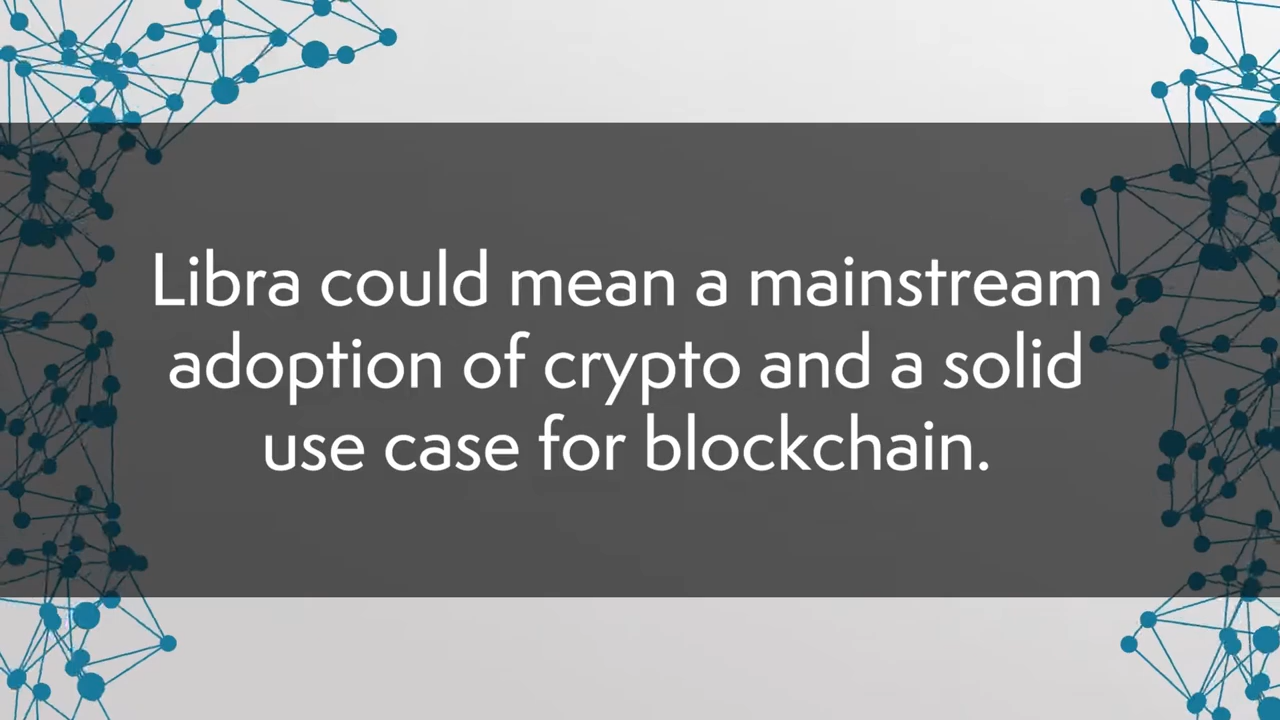 Libra could mean a mainstream
adoption of crypto and a solid
use case for blockchain.